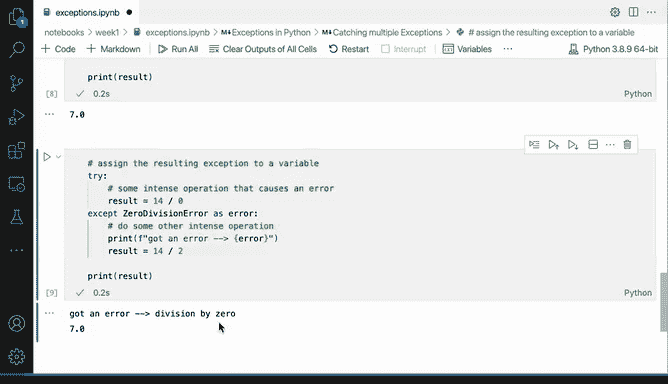 exceptions.ipynb
notebooks > week1 > exceptions.ipynb > M↓Exceptions in Python > M↓Catching multiple Exceptions > # assign the resulting exception to a variable
+ Code + Markdown Run All Clear Outputs of All Cells Restart Interrupt Variables ... Python 3.8.9 64-bit
1
print(result)
[8] ✓ 0.2s Python
... 7.0
# assign the resulting exception to a variable
try:
# some intense operation that causes an error
result = 14 / 0
except ZeroDivisionError as error:
# do some other intense operation
print(f"got an error --> {error}")
result = 14 / 2
print(result)
[9] ✓ 0.2s Python
... got an error --> division by zero
7.0